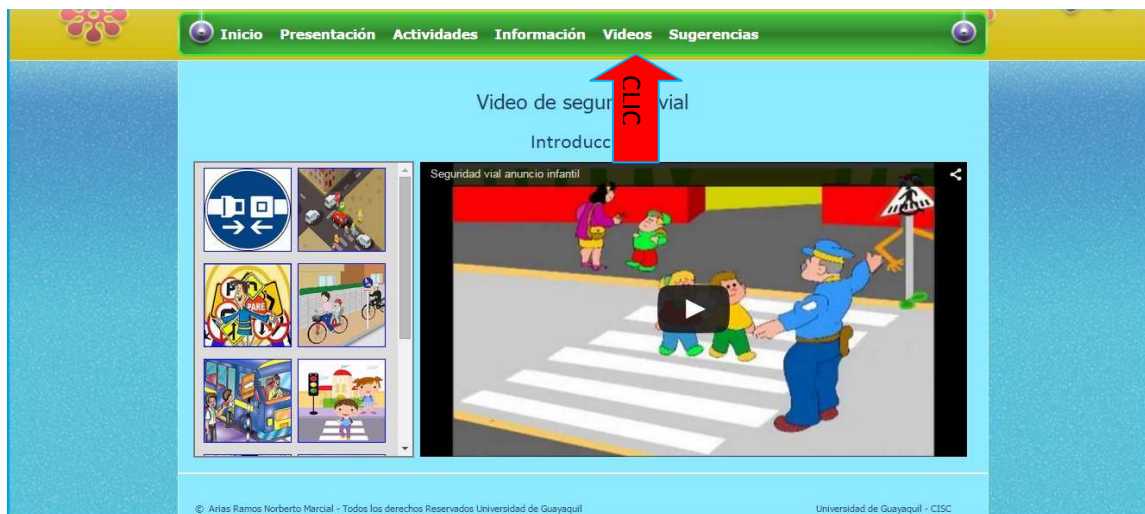 Inicio Presentación Actividades Información Videos Sugerencias
CLIC
Video de segur vial
Introducc
Seguridad vial anuncio infantil
PARE
© Arias Ramos Norberto Marcial - Todos los derechos Reservados Universidad de Guayaquil
Universidad de Guayaquil - CISC